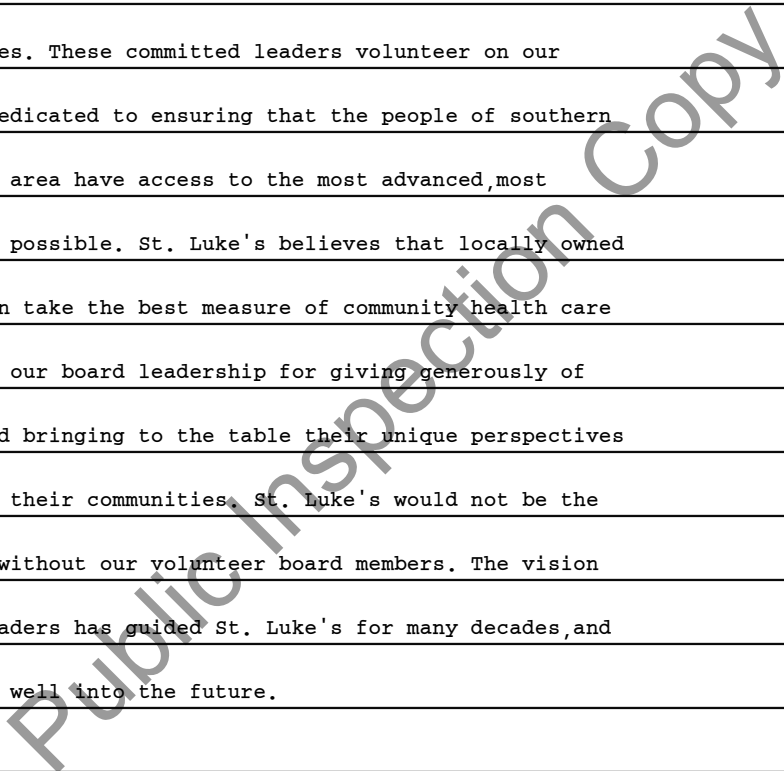 es. These committed leaders volunteer on our
edicated to ensuring that the people of southern
area have access to the most advanced,most
possible. St. Luke's believes that locally owned
n take the best measure of community health care
our board leadership for giving generously of
d bringing to the table their unique perspectives
their communities. St. Luke's would not be the
without our volunteer board members. The vision
aders has guided St. Luke's for many decades,and
well into the future.
Public Inspection Copy